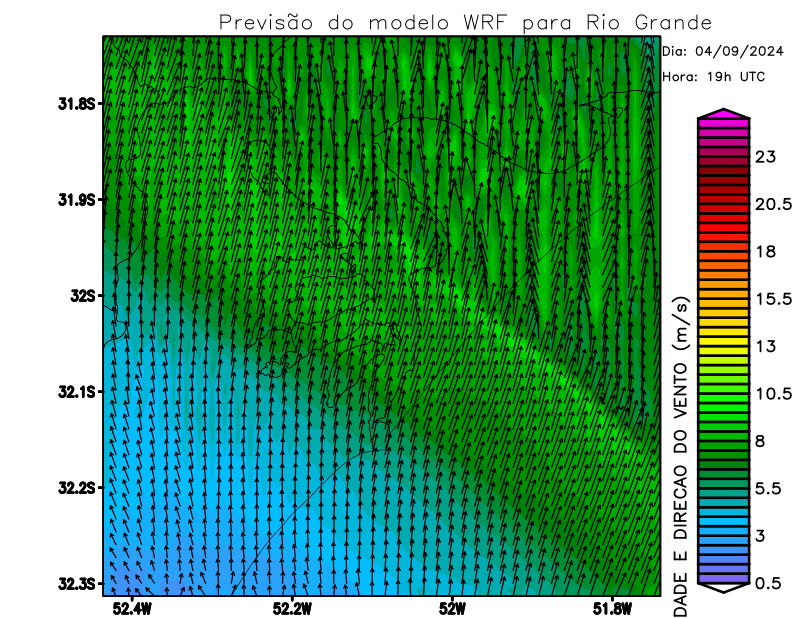 Previsão do modelo WRF para Rio Grande
Dia: 04/09/2024
Hora: 19h UTC
31.8S
31.9S
32S
32.1S
32.2S
32.3S
52.4W
52.2W
52W
51.8W
23
20.5
18
15.5
13
10.5
8
5.5
3
0.5
DADE E DIRECAO DO VENTO (m/s)